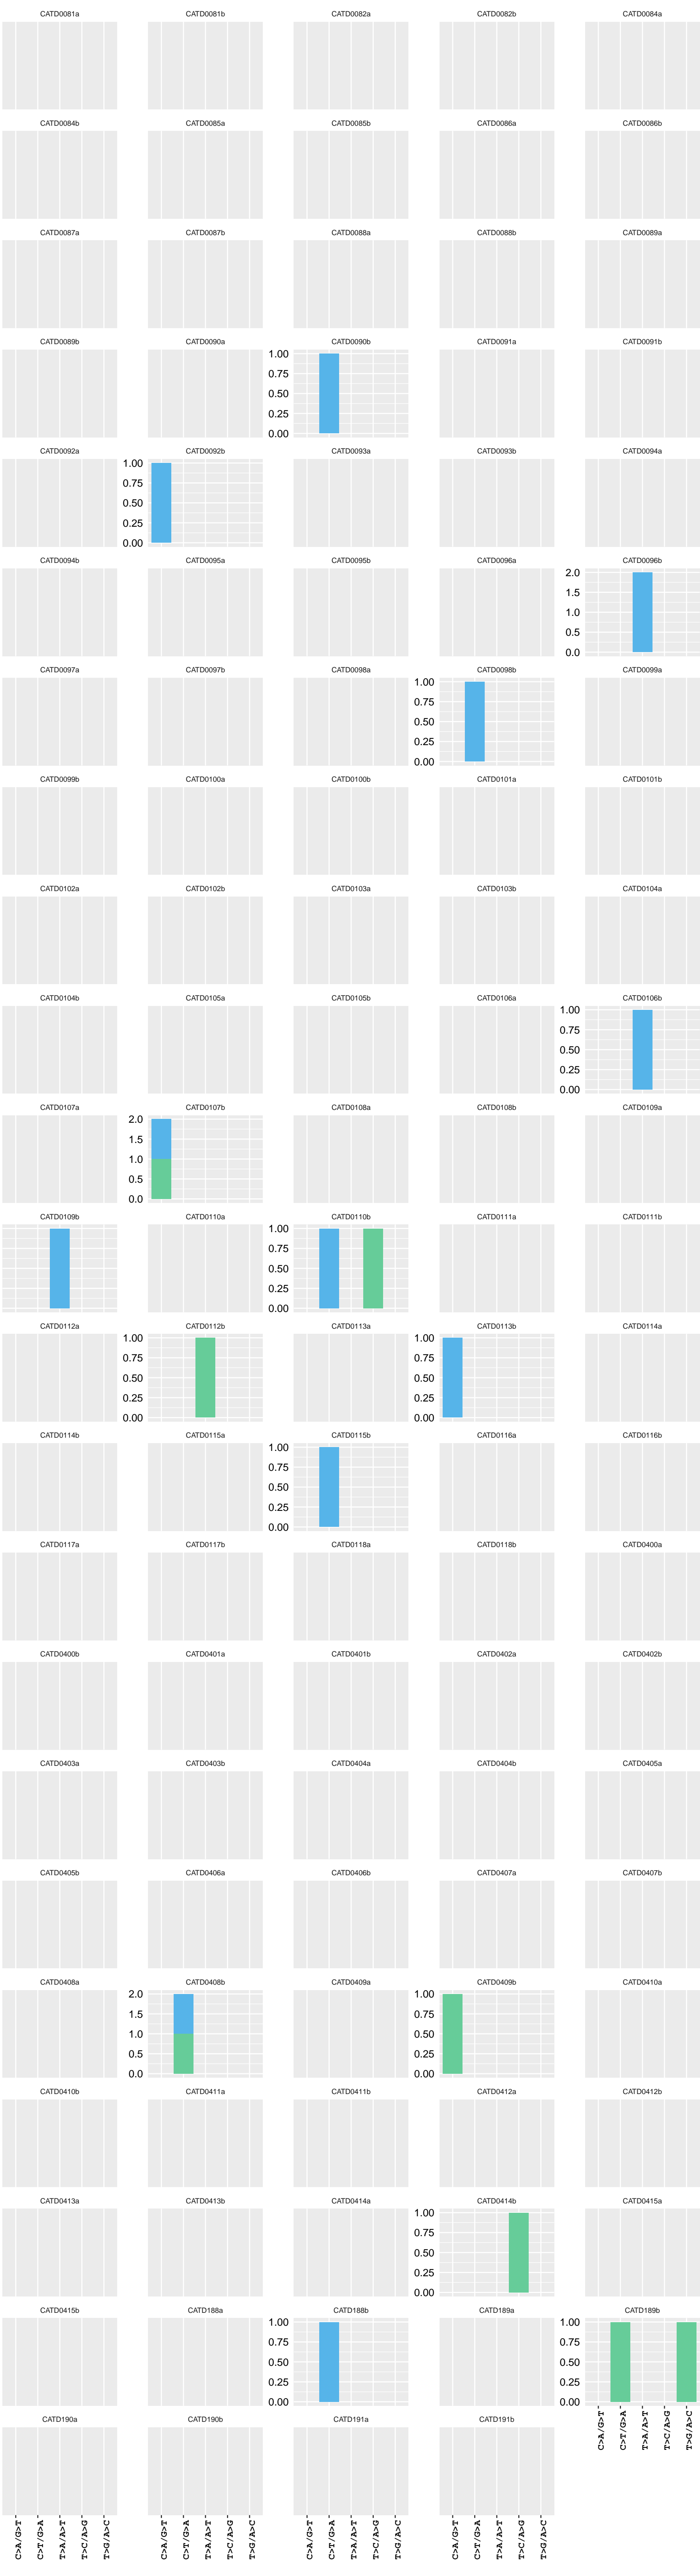 CATD0081a CATD0081b CATD0082a CATD0082b CATD0084a
CATD0084b CATD0085a CATD0085b CATD0086a CATD0086b
CATD0087a CATD0087b CATD0088a CATD0088b CATD0089a
CATD0089b CATD0090a CATD0090b CATD0091a CATD0091b
1.00
0.75
0.50
0.25
0.00
CATD0092a CATD0092b CATD0093a CATD0093b CATD0094a
1.00
0.75
0.50
0.25
0.00
CATD0094b CATD0095a CATD0095b CATD0096a CATD0096b
2.0
1.5
1.0
0.5
0.0
CATD0097a CATD0097b CATD0098a CATD0098b CATD0099a
1.00
0.75
0.50
0.25
0.00
CATD0099b CATD0100a CATD0100b CATD0101a CATD0101b
CATD0102a CATD0102b CATD0103a CATD0103b CATD0104a
CATD0104b CATD0105a CATD0105b CATD0106a CATD0106b
1.00
0.75
0.50
0.25
0.00
CATD0107a CATD0107b CATD0108a CATD0108b CATD0109a
2.0
1.5
1.0
0.5
0.0
CATD0109b CATD0110a CATD0110b CATD0111a CATD0111b
1.00
0.75
0.50
0.25
0.00
CATD0112a CATD0112b CATD0113a CATD0113b CATD0114a
1.00 1.00
0.75 0.75
0.50 0.50
0.25 0.25
0.00 0.00
CATD0114b CATD0115a CATD0115b CATD0116a CATD0116b
1.00
0.75
0.50
0.25
0.00
CATD0117a CATD0117b CATD0118a CATD0118b CATD0400a
CATD0400b CATD0401a CATD0401b CATD0402a CATD0402b
CATD0403a CATD0403b CATD0404a CATD0404b CATD0405a
CATD0405b CATD0406a CATD0406b CATD0407a CATD0407b
CATD0408a CATD0408b CATD0409a CATD0409b CATD0410a
2.0 1.00
1.5 0.75
1.0 0.50
0.5 0.25
0.0 0.00
CATD0410b CATD0411a CATD0411b CATD0412a CATD0412b
CATD0413a CATD0413b CATD0414a CATD0414b CATD0415a
1.00
0.75
0.50
0.25
0.00
CATD0415b CATD188a CATD188b CATD189a CATD189b
1.00 1.00
0.75 0.75
0.50 0.50
0.25 0.25
0.00 0.00
C>A/G>T C>T/G>A T>A/A>T T>C/A>G T>G/A>C
CATD190a CATD190b CATD191a CATD191b
C>A/G>T C>T/G>A T>A/A>T T>C/A>G T>G/A>C C>A/G>T C>T/G>A T>A/A>T T>C/A>G T>G/A>C C>A/G>T C>T/G>A T>A/A>T T>C/A>G T>G/A>C C>A/G>T C>T/G>A T>A/A>T T>C/A>G T>G/A>C